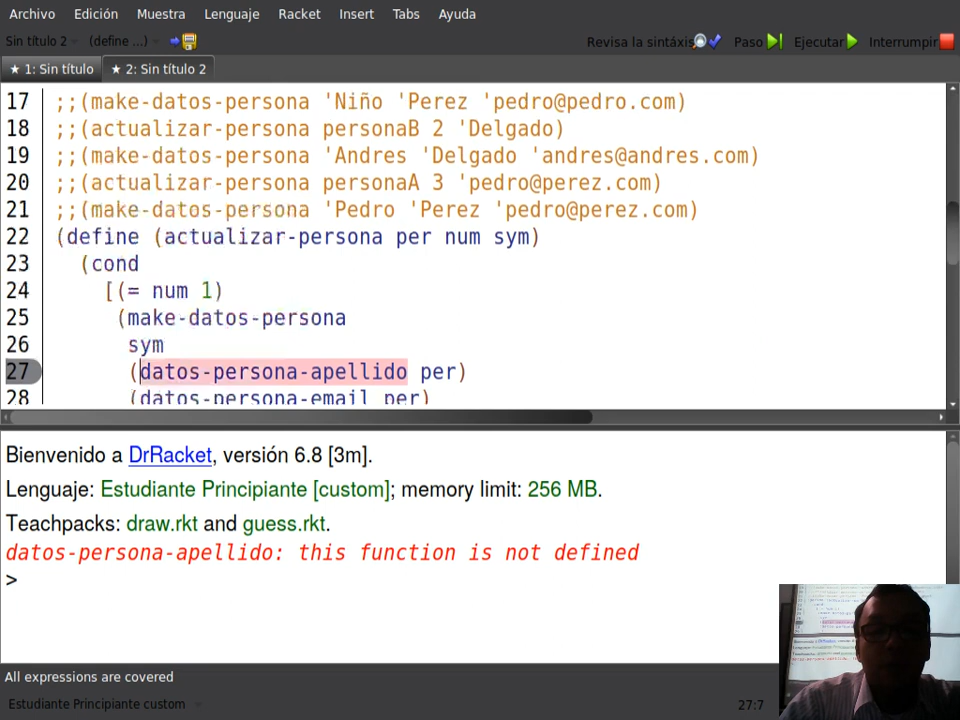 Archivo Edición Muestra Lenguaje Racket Insert Tabs Ayuda
Sin título 2 (define ...) Revisa la sintáxis Paso Ejecutar Interrumpir
★ 1: Sin título ★ 2: Sin título 2
17 ;;(make-datos-persona 'Niño 'Perez 'pedro@pedro.com)
18 ;;(actualizar-persona personaB 2 'Delgado)
19 ;;(make-datos-persona 'Andres 'Delgado 'andres@andres.com)
20 ;;(actualizar-persona personaA 3 'pedro@perez.com)
21 ;;(make-datos-persona 'Pedro 'Perez 'pedro@perez.com)
22 (define (actualizar-persona per num sym)
23 (cond
24 [(= num 1)
25 (make-datos-persona
26 sym
27 (datos-persona-apellido per)
28 (datos-persona-email per)
Bienvenido a DrRacket, versión 6.8 [3m].
Lenguaje: Estudiante Principiante [custom]; memory limit: 256 MB.
Teachpacks: draw.rkt and guess.rkt.
datos-persona-apellido: this function is not defined
>
All expressions are covered
Estudiante Principiante custom 27:7